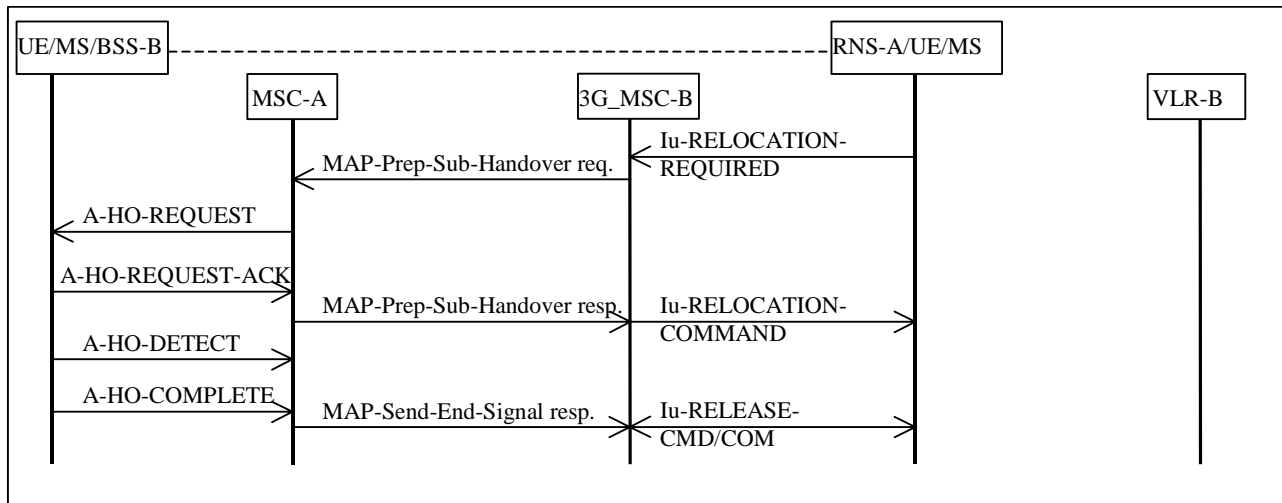 UE/MS/BSS-B
RNS-A/UE/MS
MSC-A
3G_MSC-B
VLR-B
Iu-RELOCATION-
REQUIRED
MAP-Prep-Sub-Handover req.
A-HO-REQUEST
A-HO-REQUEST-ACK
MAP-Prep-Sub-Handover resp.
Iu-RELOCATION-
COMMAND
A-HO-DETECT
A-HO-COMPLETE
MAP-Send-End-Signal resp.
Iu-RELEASE-
CMD/COM